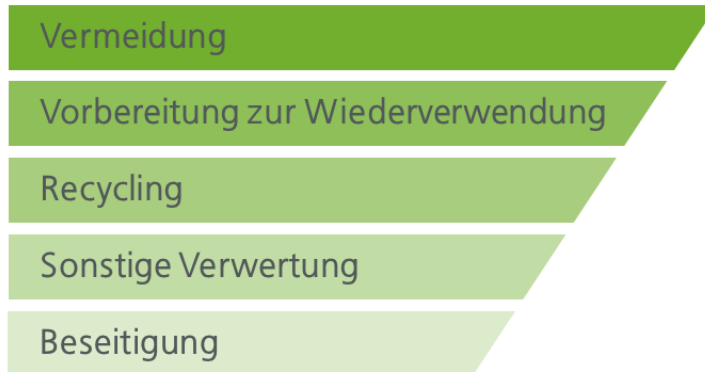 Vermeidung
Vorbereitung zur Wiederverwendung
Recycling
Sonstige Verwertung
Beseitigung